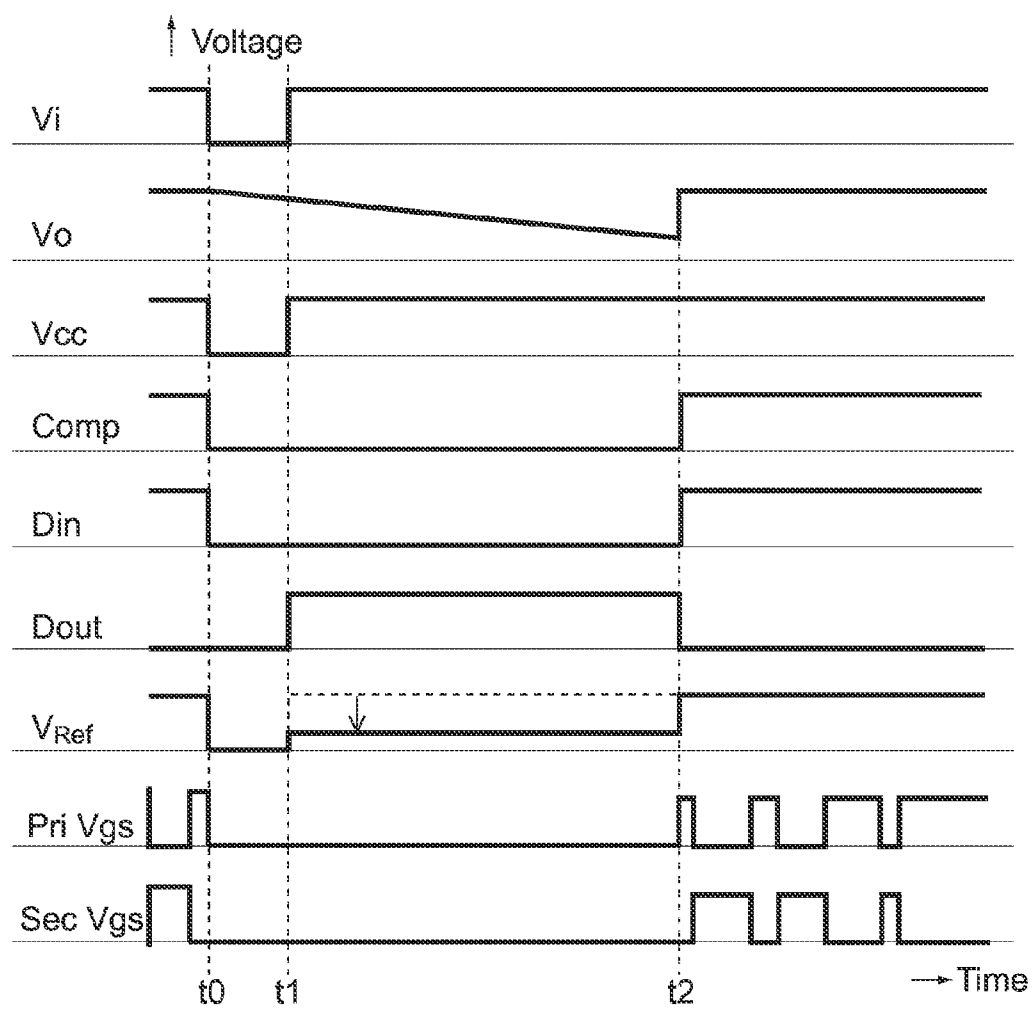 Voltage
Vi
Vo
Vcc
Comp
Din
Dout
VRef
Pri Vgs
Sec Vgs
t0 t1 t2
Time